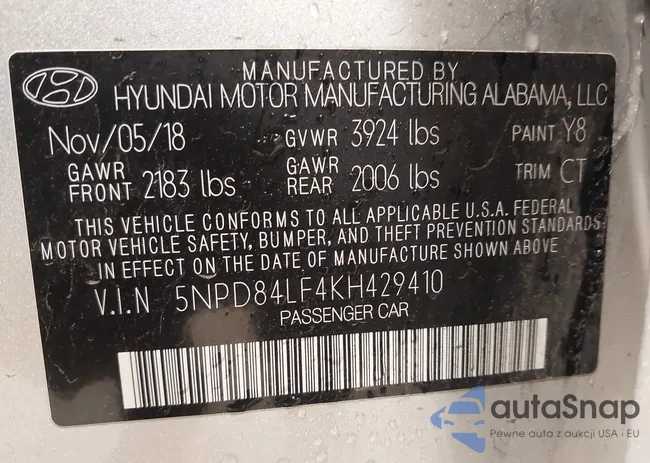 MANUFACTURED BY
HYUNDAI MOTOR MANUFACTURING ALABAMA, LLC
Nov/05/18 GVWR 3924 lbs PAINT Y8
GAWR FRONT 2183 lbs GAWR REAR 2006 lbs TRIM CT
THIS VEHICLE CONFORMS TO ALL APPLICABLE U.S.A. FEDERAL
MOTOR VEHICLE SAFETY, BUMPER, AND THEFT PREVENTION STANDARDS
IN EFFECT ON THE DATE OF MANUFACTURE SHOWN ABOVE
V.I.N 5NPD84LF4KH429410
PASSENGER CAR
autaSnap
Pewne auta z aukcji USA i EU